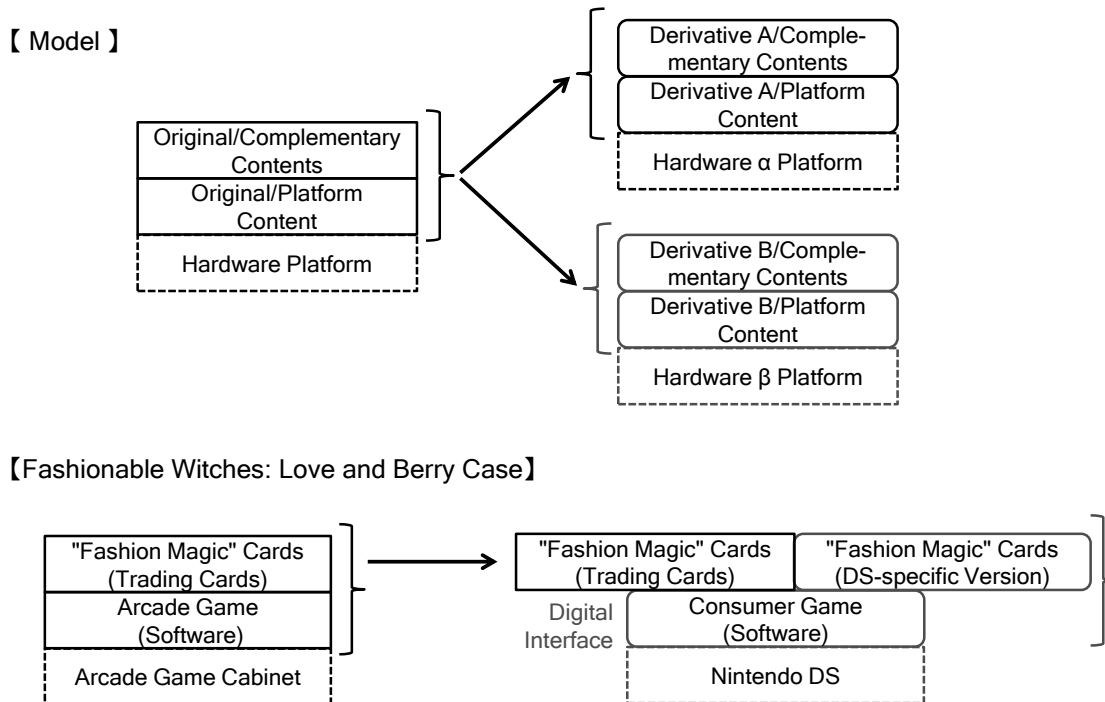 【 Model 】
Original/Complementary
Contents
Original/Platform
Content
Hardware Platform
Derivative A/Comple-
mentary Contents
Derivative A/Platform
Content
Hardware α Platform
Derivative B/Comple-
mentary Contents
Derivative B/Platform
Content
Hardware β Platform
【Fashionable Witches: Love and Berry Case】
"Fashion Magic" Cards
(Trading Cards)
Arcade Game
(Software)
Arcade Game Cabinet
"Fashion Magic" Cards
(Trading Cards)
"Fashion Magic" Cards
(DS-specific Version)
Digital
Interface
Consumer Game
(Software)
Nintendo DS